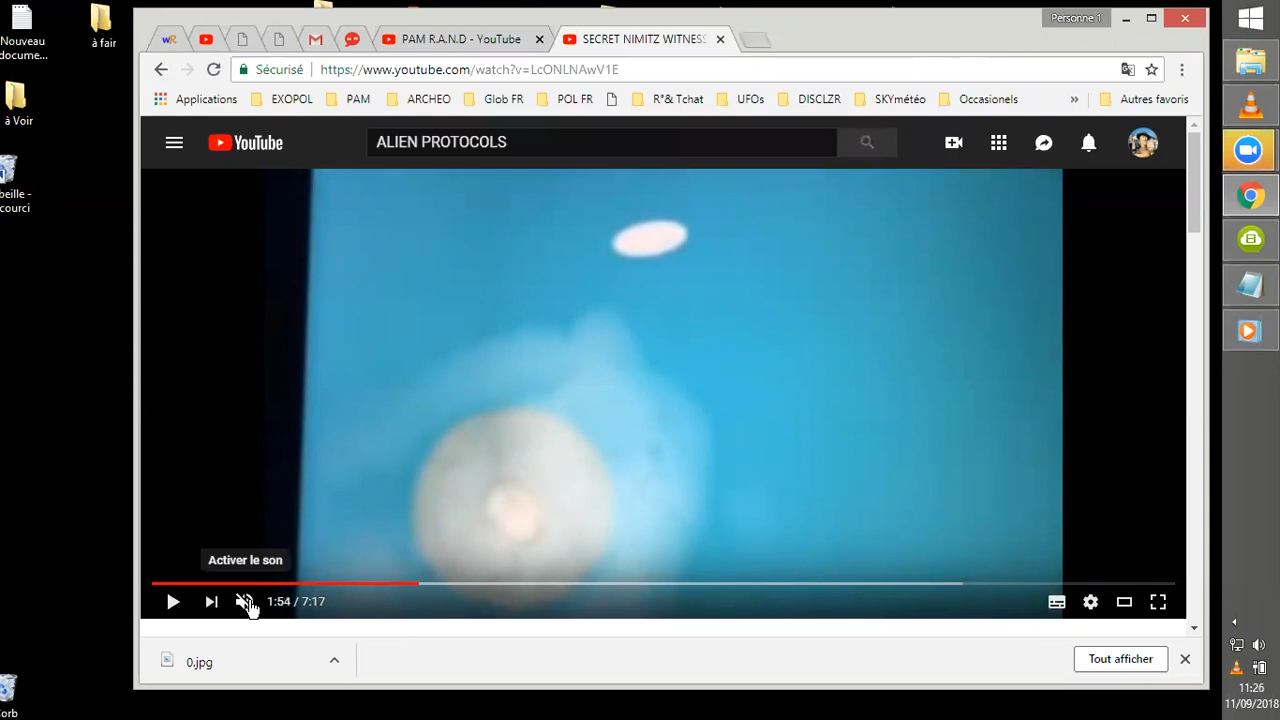 Nouveau
docume...
à fair
à Voir
beille -
courci
Corb
Personne 1
wR
PAM R.A.N.D - YouTube
SECRET NIMITZ WITNESS
Sécurisé
https://www.youtube.com/watch?v=LcONLNAwV1E
Applications
EXOPOL
PAM
ARCHEO
Glob FR
POL FR
R°& Tchat
UFOs
DISCLZR
SKYmétéo
Occasionels
»
Autres favoris
YouTube
ALIEN PROTOCOLS
Activer le son
1:54 / 7:17
0.jpg
Tout afficher
11:26
11/09/2018